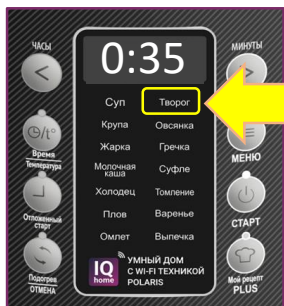 ЧАСЫ
МИНУТЫ
0:35
Суп
Творог
Крупа
Овсянка
Жарка
Гречка
Молочная каша
Суфле
Холодец
Томление
Плов
Варенье
Омлет
Выпечка
t°
Время
Температура
МЕНЮ
Отложенный
старт
СТАРТ
Подогрев
ОТМЕНА
Мой рецепт
PLUS
IQ
home
УМНЫЙ ДОМ
С WI-FI ТЕХНИКОЙ
POLARIS